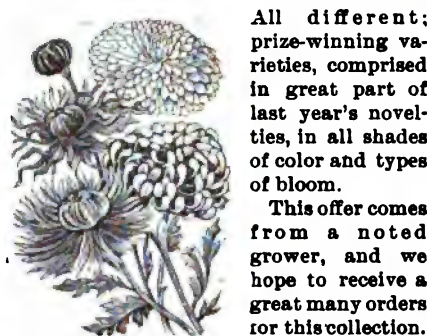 All different;
prize-winning va-
rieties, comprised
in great part of
last year's novel-
ties, in all shades
of color and types
of bloom.
This offer comes
from a noted
grower, and we
hope to receive a
great many orders
for this collection.